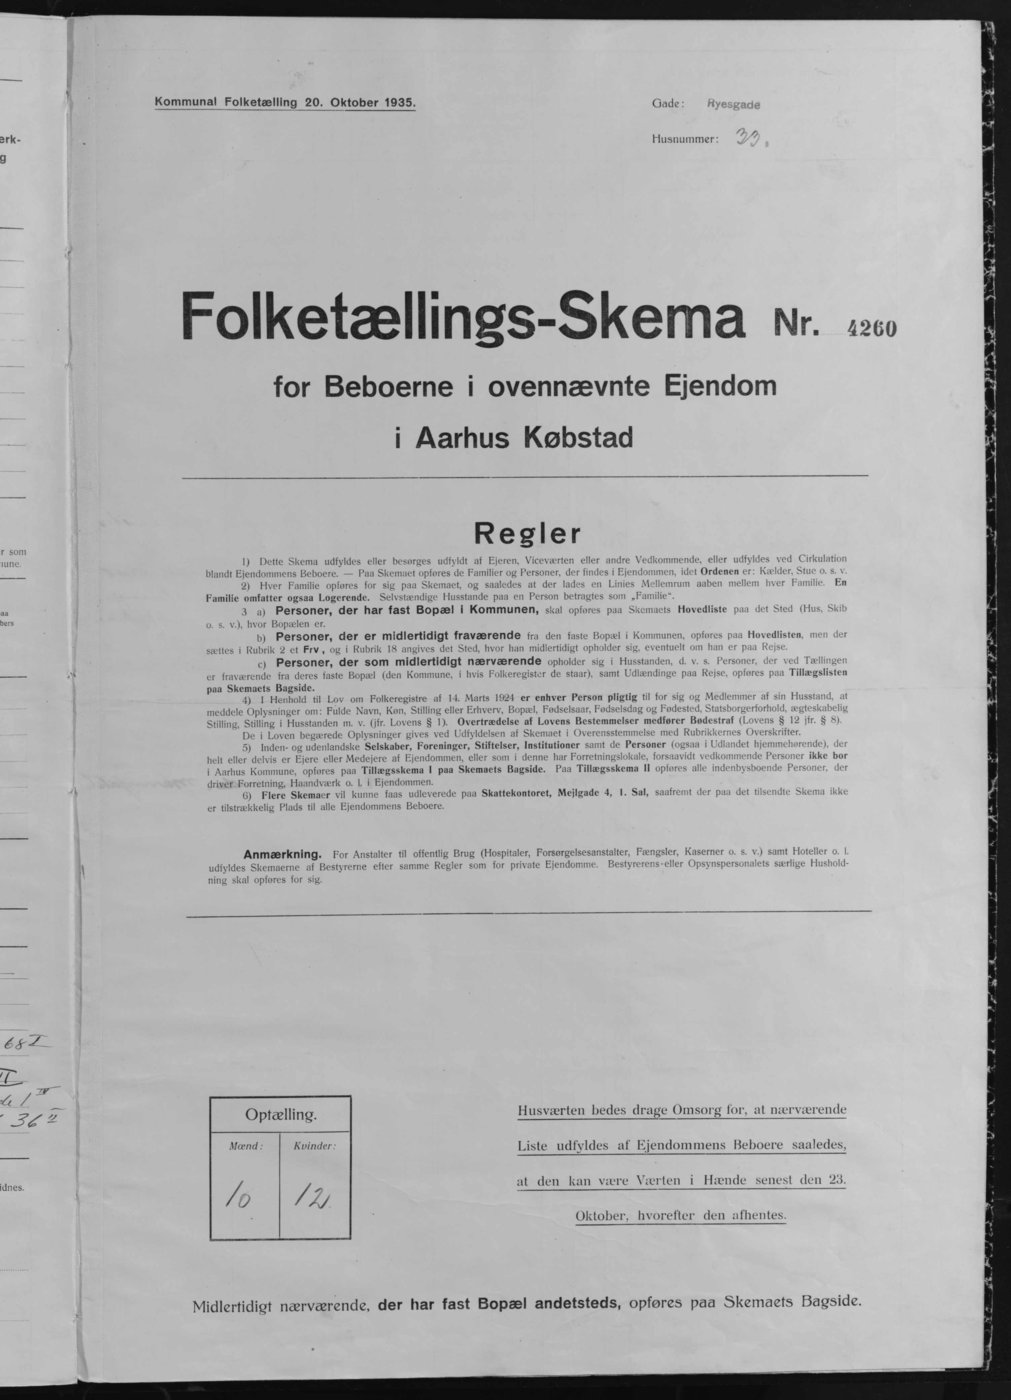 Kommunal Folketælling 20. Oktober 1935.
Gade: Ryesgade
Husnummer: 33.
Folketællings-Skema Nr. 4260
for Beboerne i ovennævnte Ejendom
i Aarhus Købstad
Regler
1) Dette Skema udfyldes eller besørges udfyldt af Ejeren, Viceværten eller andre Vedkommende, eller udfyldes ved Cirkulation
blandt Ejendommens Beboere. — Paa Skemaet opføres de Familier og Personer, der findes i Ejendommen, idet Ordenen er: Kælder, Stue o. s. v.
2) Hver Familie opføres for sig paa Skemaet, og saaledes at der lades en Linies Mellemrum aaben mellem hver Familie. En
Familie omfatter ogsaa Logerende. Selvstændige Husstande paa en Person betragtes som „Familie“.
3 a) Personer, der har fast Bopæl i Kommunen, skal opføres paa Skemaets Hovedliste paa det Sted (Hus, Skib
o. s. v.), hvor Bopælen er.
b) Personer, der er midlertidigt fraværende fra den faste Bopæl i Kommunen, opføres paa Hovedlisten, men der
sættes i Rubrik 2 et Frv, og i Rubrik 18 angives det Sted, hvor han midlertidigt opholder sig, eventuelt om han er paa Rejse.
c) Personer, der som midlertidigt nærværende opholder sig i Husstanden, d. v. s. Personer, der ved Tællingen
er fraværende fra deres faste Bopæl (den Kommune, i hvis Folkeregister de staar), samt Udlændinge paa Rejse, opføres paa Tillægslisten
paa Skemaets Bagside.
4) I Henhold til Lov om Folkeregistre af 14. Marts 1924 er enhver Person pligtig til for sig og Medlemmer af sin Husstand, at
meddele Oplysninger om: Fulde Navn, Køn, Stilling eller Erhverv, Bopæl, Fødselsaar, Fødselsdag og Fødested, Statsborgerforhold, ægteskabelig
Stilling, Stilling i Husstanden m. v. (jfr. Lovens § 1). Overtrædelse af Lovens Bestemmelser medfører Bødestraf (Lovens § 12 jfr. § 8).
De i Loven begærede Oplysninger gives ved Udfyldelsen af Skemaet i Overensstemmelse med Rubrikkernes Overskrifter.
5) Inden- og udenlandske Selskaber, Foreninger, Stiftelser, Institutioner samt de Personer (ogsaa i Udlandet hjemmehørende), der
helt eller delvis er Ejere eller Medejere af Ejendommen, eller som i denne har Forretningslokale, forsaavidt vedkommende Personer ikke bor
i Aarhus Kommune, opføres paa Tillægsskema I paa Skemaets Bagside. Paa Tillægsskema II opføres alle indenbysboende Personer, der
driver Forretning, Haandværk o. l. i Ejendommen.
6) Flere Skemaer vil kunne faas udleverede paa Skattekontoret, Mejlgade 4, 1. Sal, saafremt der paa det tilsendte Skema ikke
er tilstrækkelig Plads til alle Ejendommens Beboere.
Anmærkning. For Anstalter til offentlig Brug (Hospitaler, Forsørgelsesanstalter, Fængsler, Kaserner o. s. v.) samt Hoteller o. l.
udfyldes Skemaerne af Bestyrerne efter samme Regler som for private Ejendomme. Bestyrerens-eller Opsynspersonalets særlige Hushold-
ning skal opføres for sig.
Optælling.
Mænd: Kvinder:
10 12
Husværten bedes drage Omsorg for, at nærværende
Liste udfyldes af Ejendommens Beboere saaledes,
at den kan være Værten i Hænde senest den 23.
Oktober, hvorefter den afhentes.
Midlertidigt nærværende, der har fast Bopæl andetsteds, opføres paa Skemaets Bagside.